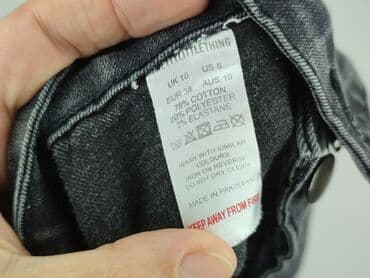 UK 10 US 6
EUR 38 AUS 10
78% COTTON
20% POLYESTER
2% ELASTANE
WASH WITH SIMILAR
COLOURS
IRON ON REVERSE
DO NOT DRY CLEAN
MADE IN PAKISTAN
KEEP AWAY FROM FIRE